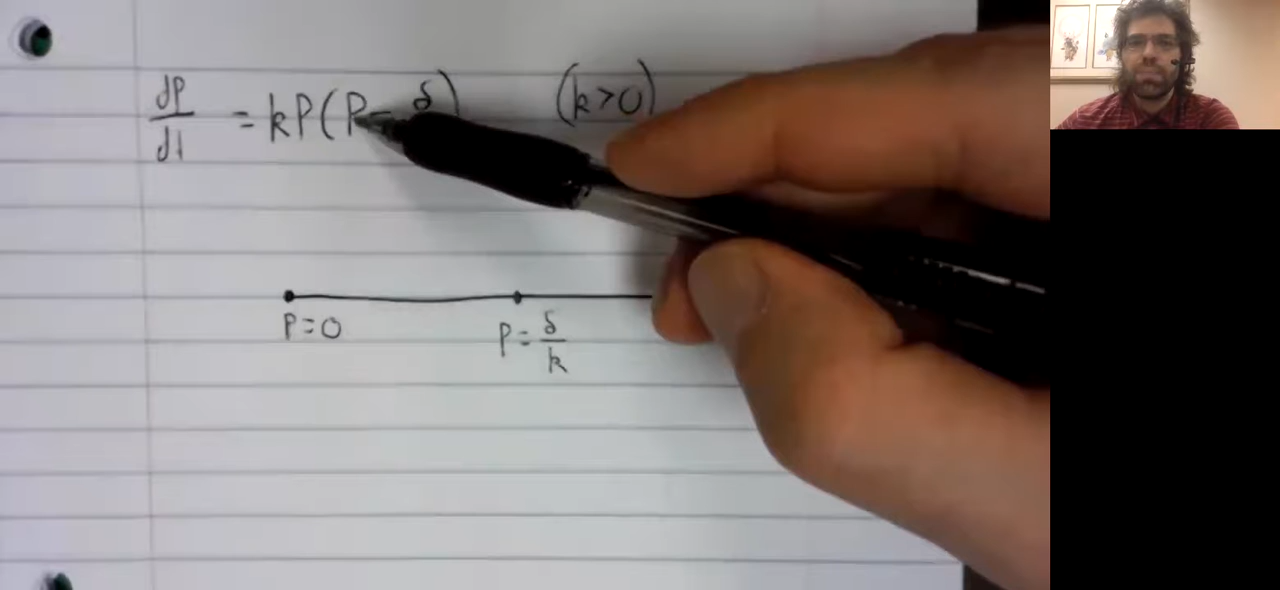 dP/dt = kP(P - δ (k>0)
P=0 P= δ/k